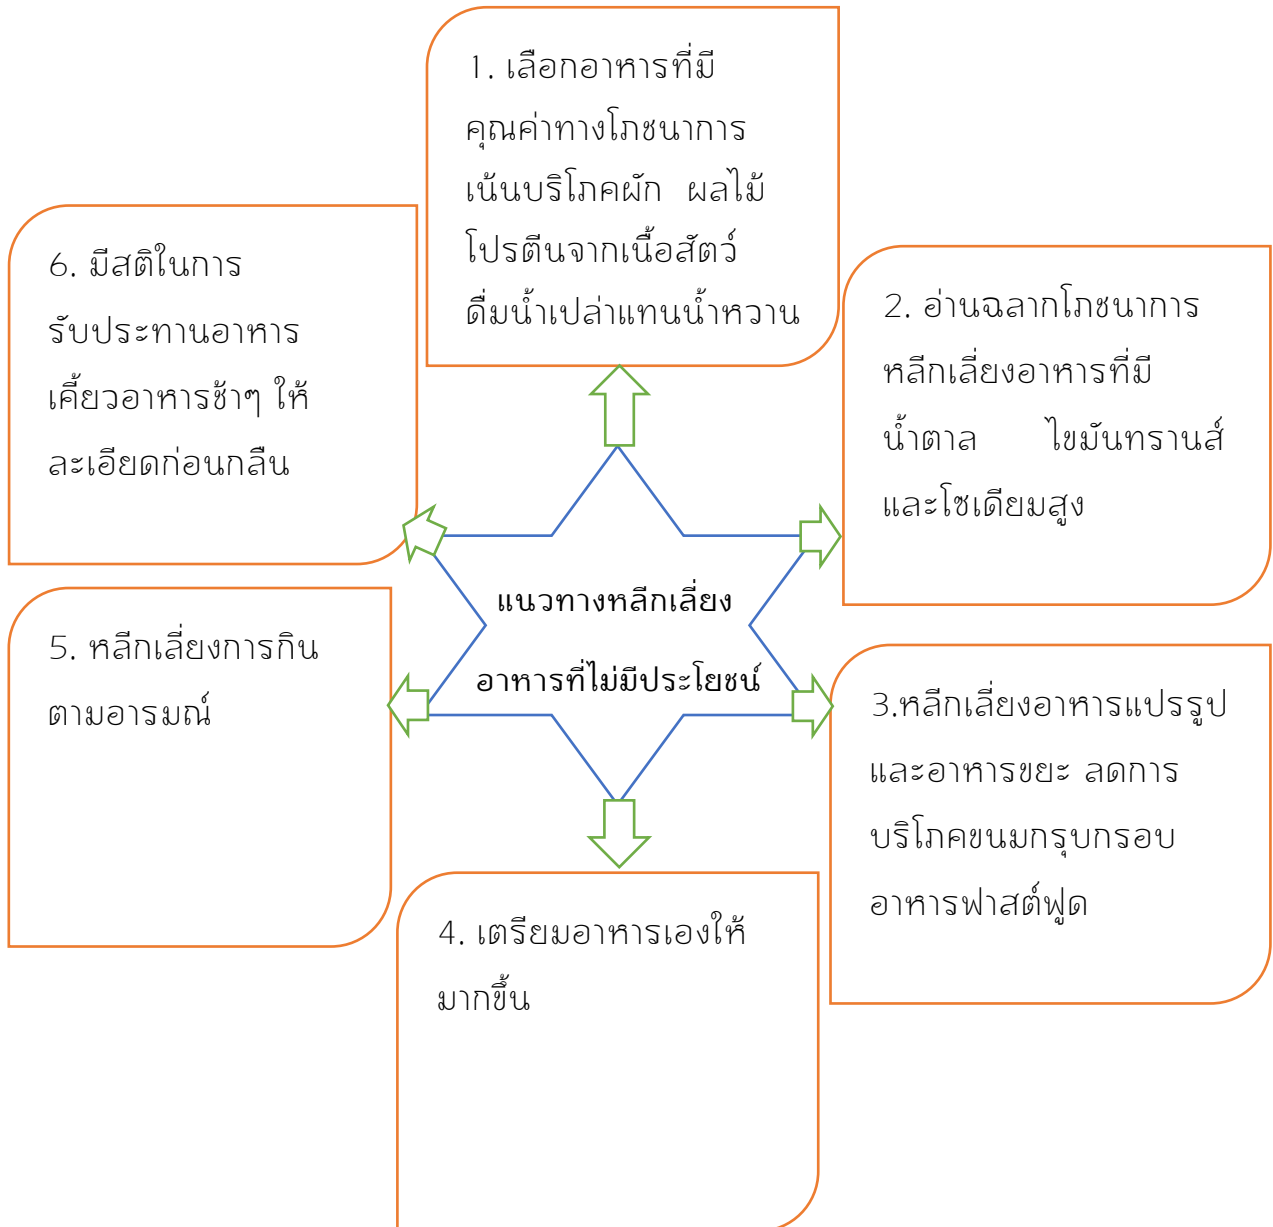 1. เลือกอาหารที่มี
คุณค่าทางโภชนาการ
เน้นบริโภคผัก ผลไม้
โปรตีนจากเนื้อสัตว์
ดื่มน้ำเปล่าแทนน้ำหวาน
2. อ่านฉลากโภชนาการ
หลีกเลี่ยงอาหารที่มี
น้ำตาล ไขมันทรานส์
และโซเดียมสูง
3.หลีกเลี่ยงอาหารแปรรูป
และอาหารขยะ ลดการ
บริโภคขนมกรุบกรอบ
อาหารฟาสต์ฟูด
4. เตรียมอาหารเองให้
มากขึ้น
5. หลีกเลี่ยงการกิน
ตามอารมณ์
6. มีสติในการ
รับประทานอาหาร
เคี้ยวอาหารช้าๆ ให้
ละเอียดก่อนกลืน
แนวทางหลีกเลี่ยง
อาหารที่ไม่มีประโยชน์